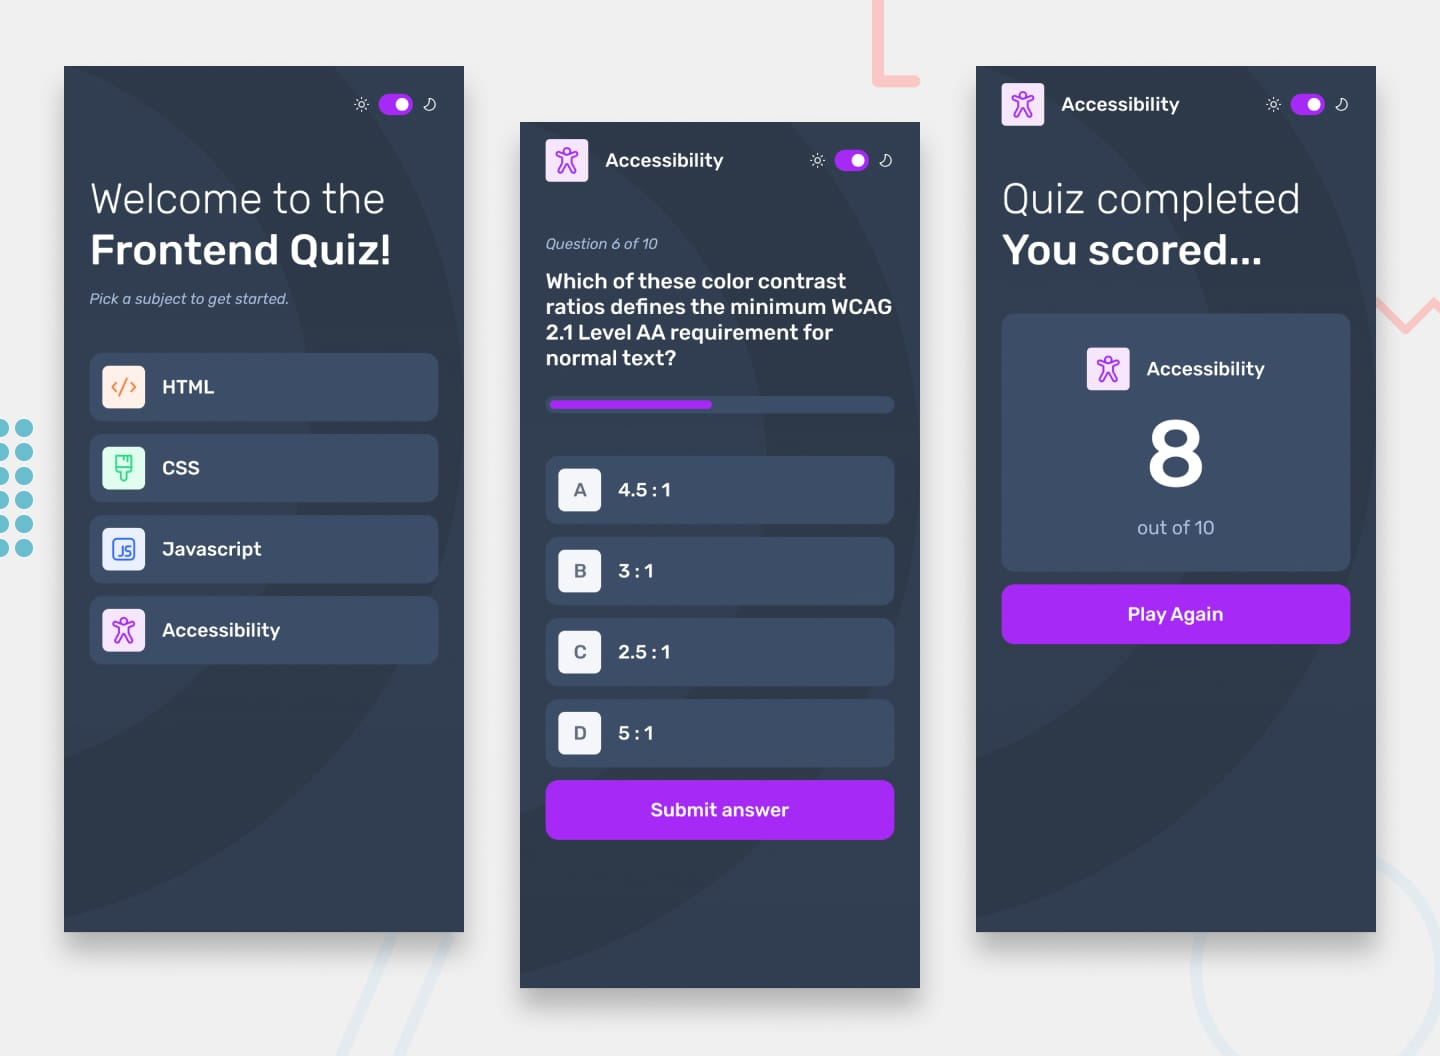 Welcome to the
Frontend Quiz!
Pick a subject to get started.
HTML
CSS
JS
Javascript
Accessibility
Accessibility
Question 6 of 10
Which of these color contrast
ratios defines the minimum WCAG
2.1 Level AA requirement for
normal text?
A 4.5 : 1
B 3 : 1
C 2.5 : 1
D 5 : 1
Submit answer
Accessibility
Quiz completed
You scored...
Accessibility
8
out of 10
Play Again